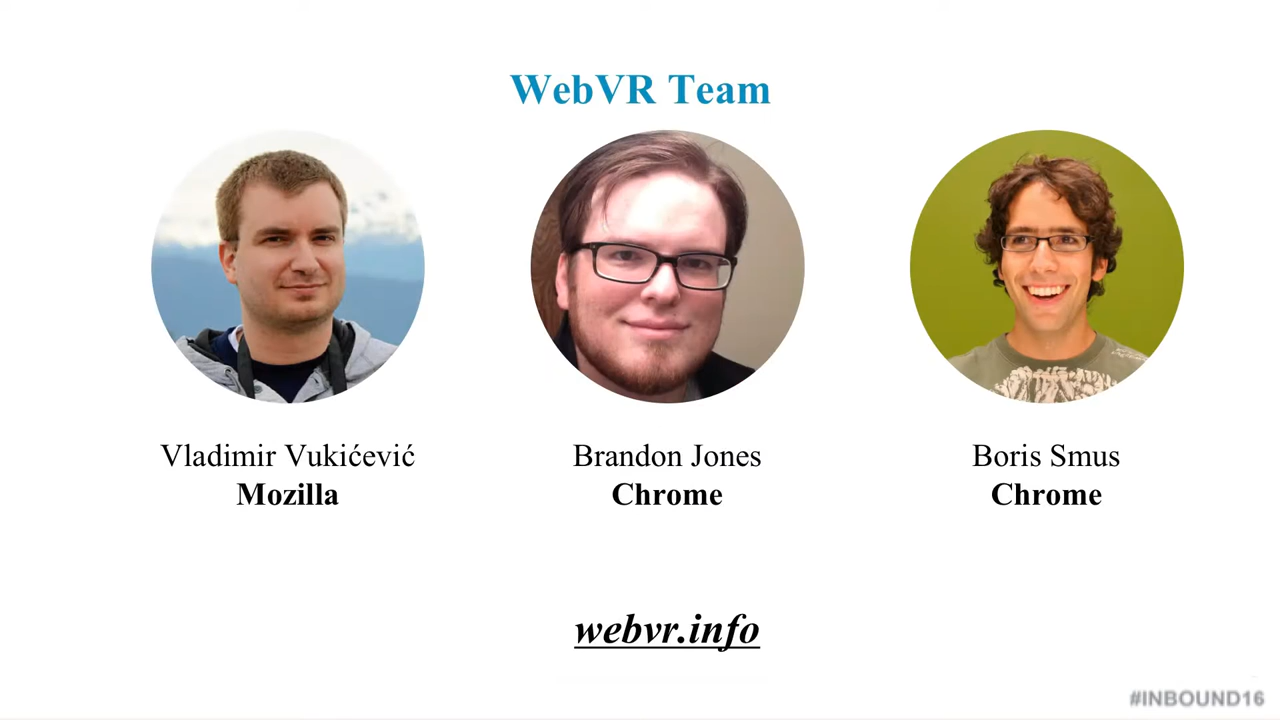 WebVR Team
Vladimir Vukićević
Mozilla
Brandon Jones
Chrome
Boris Smus
Chrome
webvr.info
#INBOUND16